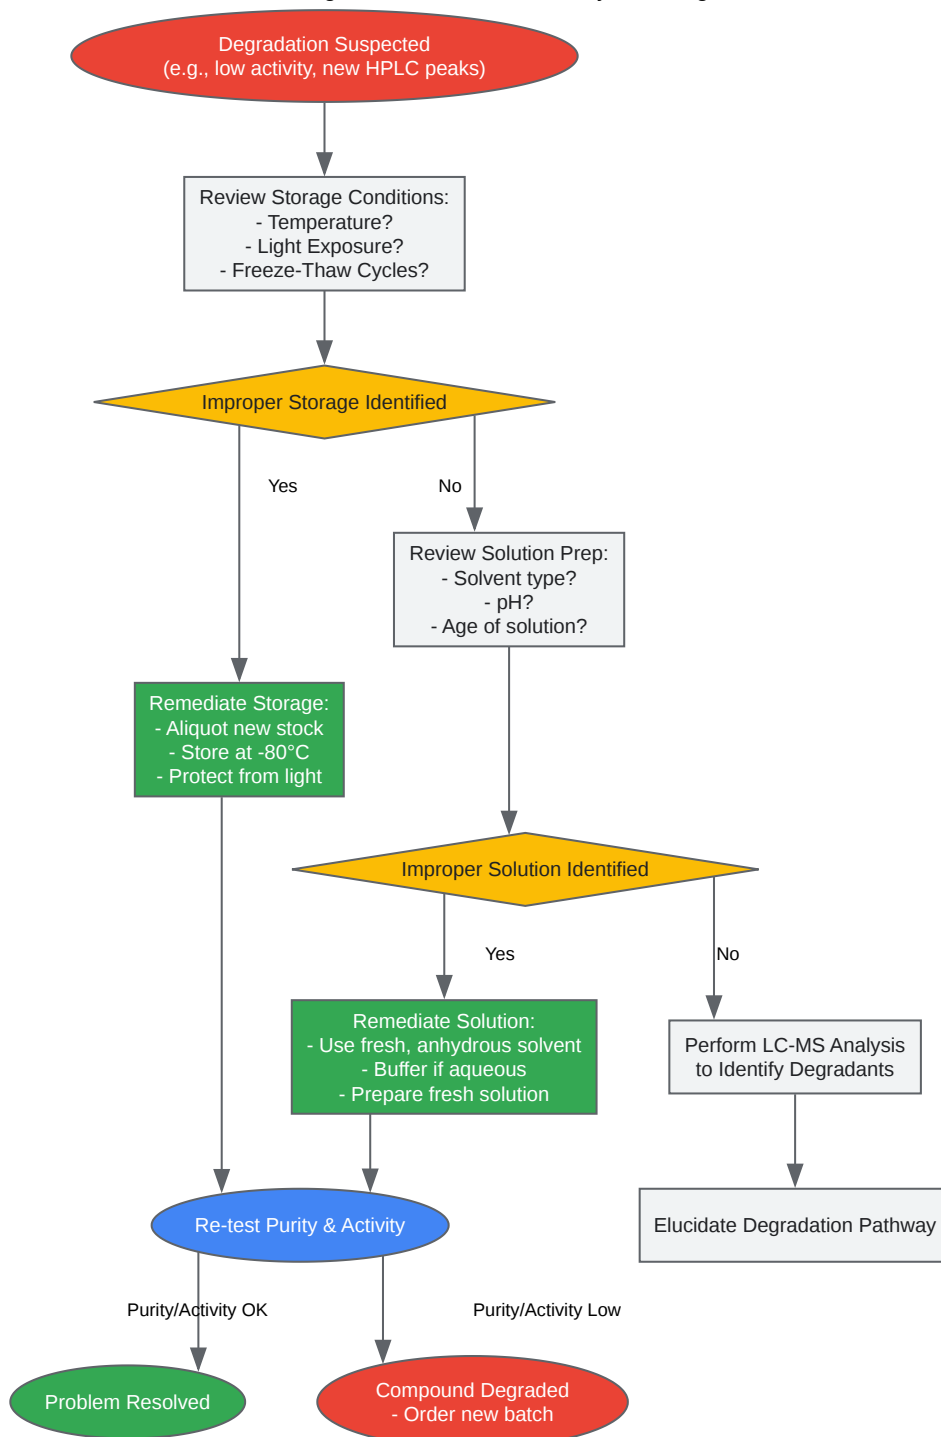 Degradation Suspected
(e.g., low activity, new HPLC peaks)
Review Storage Conditions:
- Temperature?
- Light Exposure?
- Freeze-Thaw Cycles?
Improper Storage Identified
Yes
No
Review Solution Prep:
- Solvent type?
- pH?
- Age of solution?
Remediate Storage:
- Aliquot new stock
- Store at -80°C
- Protect from light
Improper Solution Identified
Yes
No
Remediate Solution:
- Use fresh, anhydrous solvent
- Buffer if aqueous
- Prepare fresh solution
Perform LC-MS Analysis
to Identify Degradants
Re-test Purity & Activity
Elucidate Degradation Pathway
Purity/Activity OK
Purity/Activity Low
Problem Resolved
Compound Degraded
- Order new batch